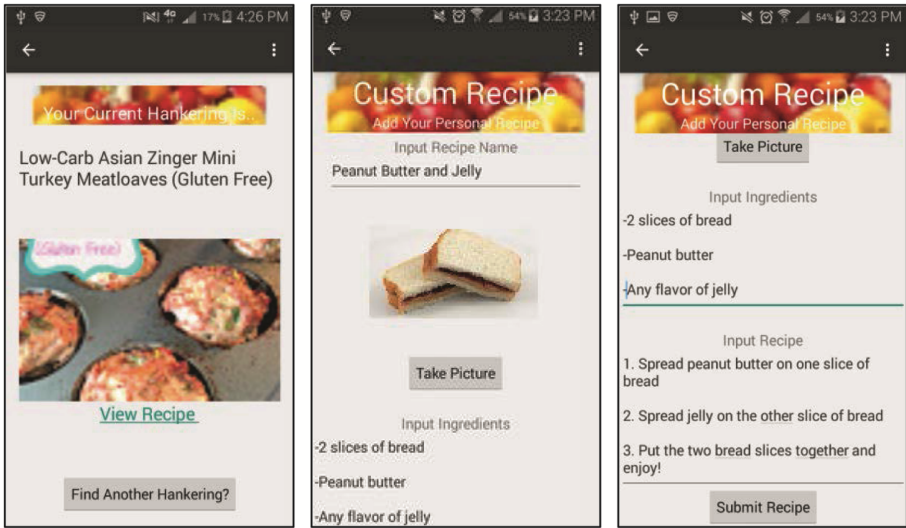 4G 17% 4:26 PM
Your Current Hankering Is..
Low-Carb Asian Zinger Mini
Turkey Meatloaves (Gluten Free)
(Gluten Free)
View Recipe
Find Another Hankering?
54% 3:23 PM
Custom Recipe
Add Your Personal Recipe
Input Recipe Name
Peanut Butter and Jelly
Take Picture
Input Ingredients
-2 slices of bread
-Peanut butter
-Any flavor of jelly
54% 3:23 PM
Custom Recipe
Add Your Personal Recipe
Take Picture
Input Ingredients
-2 slices of bread
-Peanut butter
-Any flavor of jelly
Input Recipe
1. Spread peanut butter on one slice of
bread
2. Spread jelly on the other slice of bread
3. Put the two bread slices together and
enjoy!
Submit Recipe